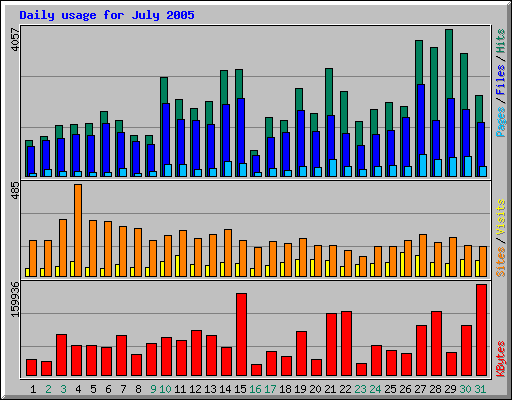 Daily usage for July 2005
4057
Pages / Files / Hits
485
Sites / Visits
159936
KBytes
1 2 3 4 5 6 7 8 9 10 11 12 13 14 15 16 17 18 19 20 21 22 23 24 25 26 27 28 29 30 31